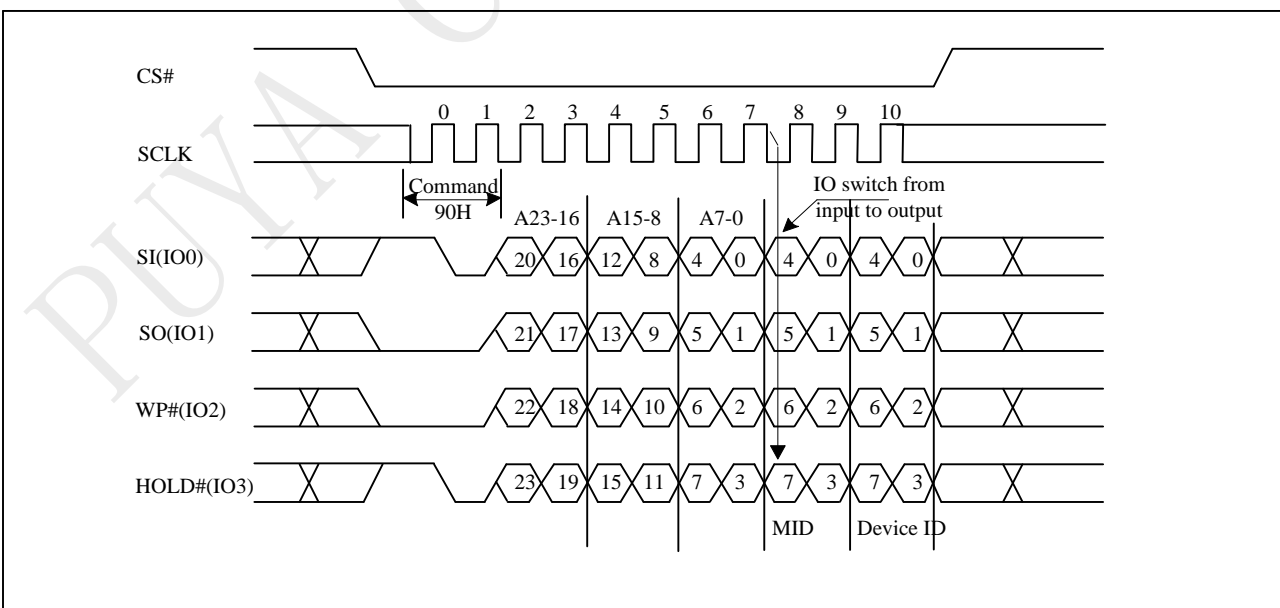 PUYA
CS#
0 1 2 3 4 5 6 7 8 9 10
SCLK
Command
90H
IO switch from
input to output
A23-16 A15-8 A7-0
SI(IO0) 20 16 12 8 4 0 4 0 4 0
SO(IO1) 21 17 13 9 5 1 5 1 5 1
WP#(IO2) 22 18 14 10 6 2 6 2 6 2
HOLD#(IO3) 23 19 15 11 7 3 7 3 7 3
MID Device ID